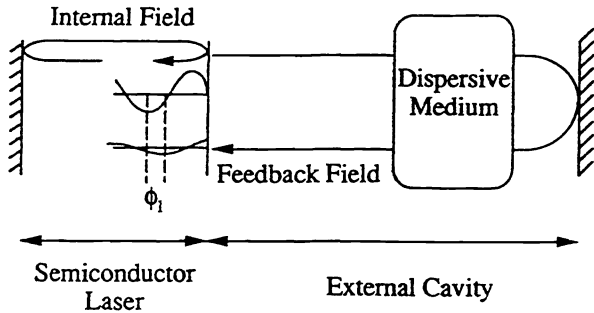 Internal Field
Dispersive
Medium
Feedback Field
ϕ₁
Semiconductor
Laser
External Cavity